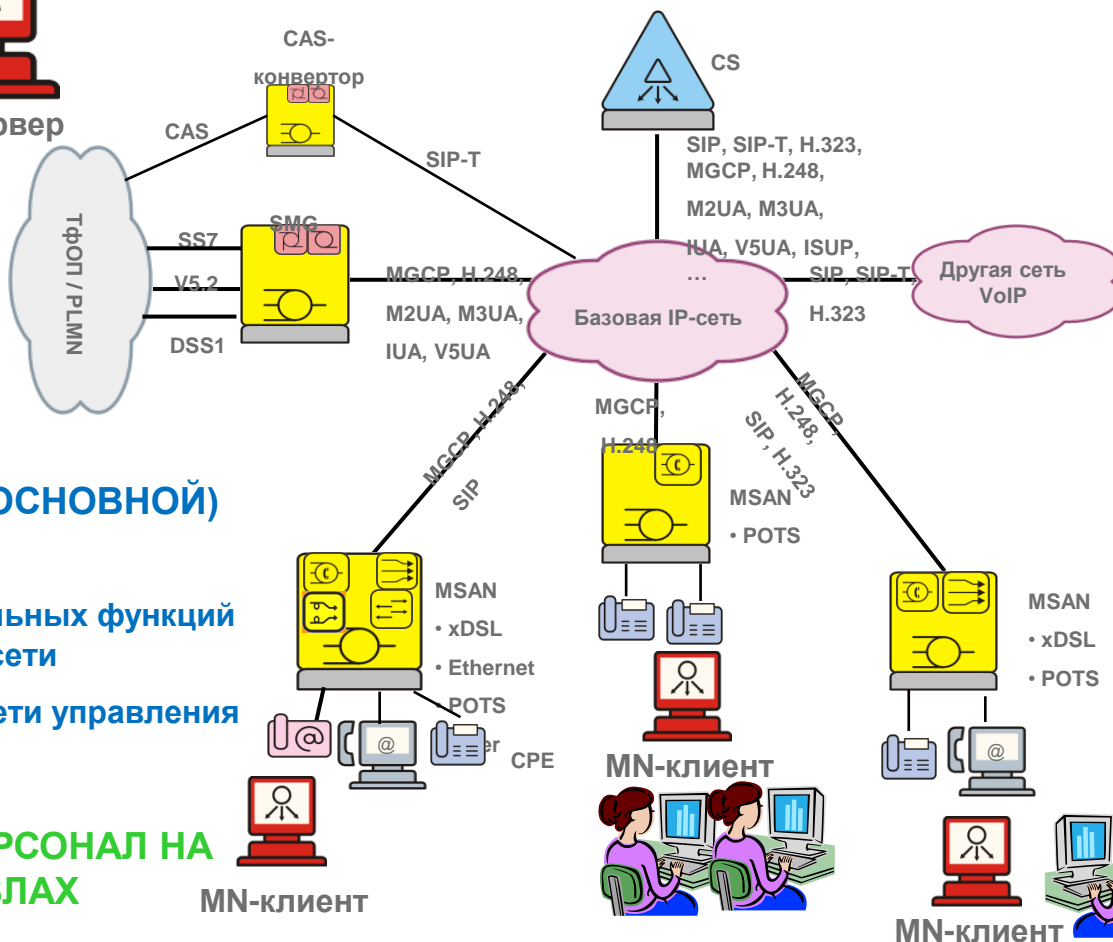 рвер
CAS-
конвертор
CS
CAS
SIP-T
SIP, SIP-T, H.323,
MGCP, H.248,
M2UA, M3UA,
IUA, V5UA, ISUP,
…
ТфОП / PLMN
SMG
SS7
V5.2
DSS1
MGCP, H.248,
M2UA, M3UA,
IUA, V5UA
Базовая IP-сеть
SIP, SIP-T,
H.323
Другая сеть
VoIP
MGCP, H.248,
SIP
MGCP,
H.248
MGCP,
H.248,
SIP, H.323
ОСНОВНОЙ)
льных функций
сети
ети управления
РСОНАЛ НА
ЗЛАХ
MSAN
• xDSL
• Ethernet
• POTS
er
CPE
@
@
MN-клиент
MSAN
• POTS
MN-клиент
MSAN
• xDSL
• POTS
@
MN-клиент